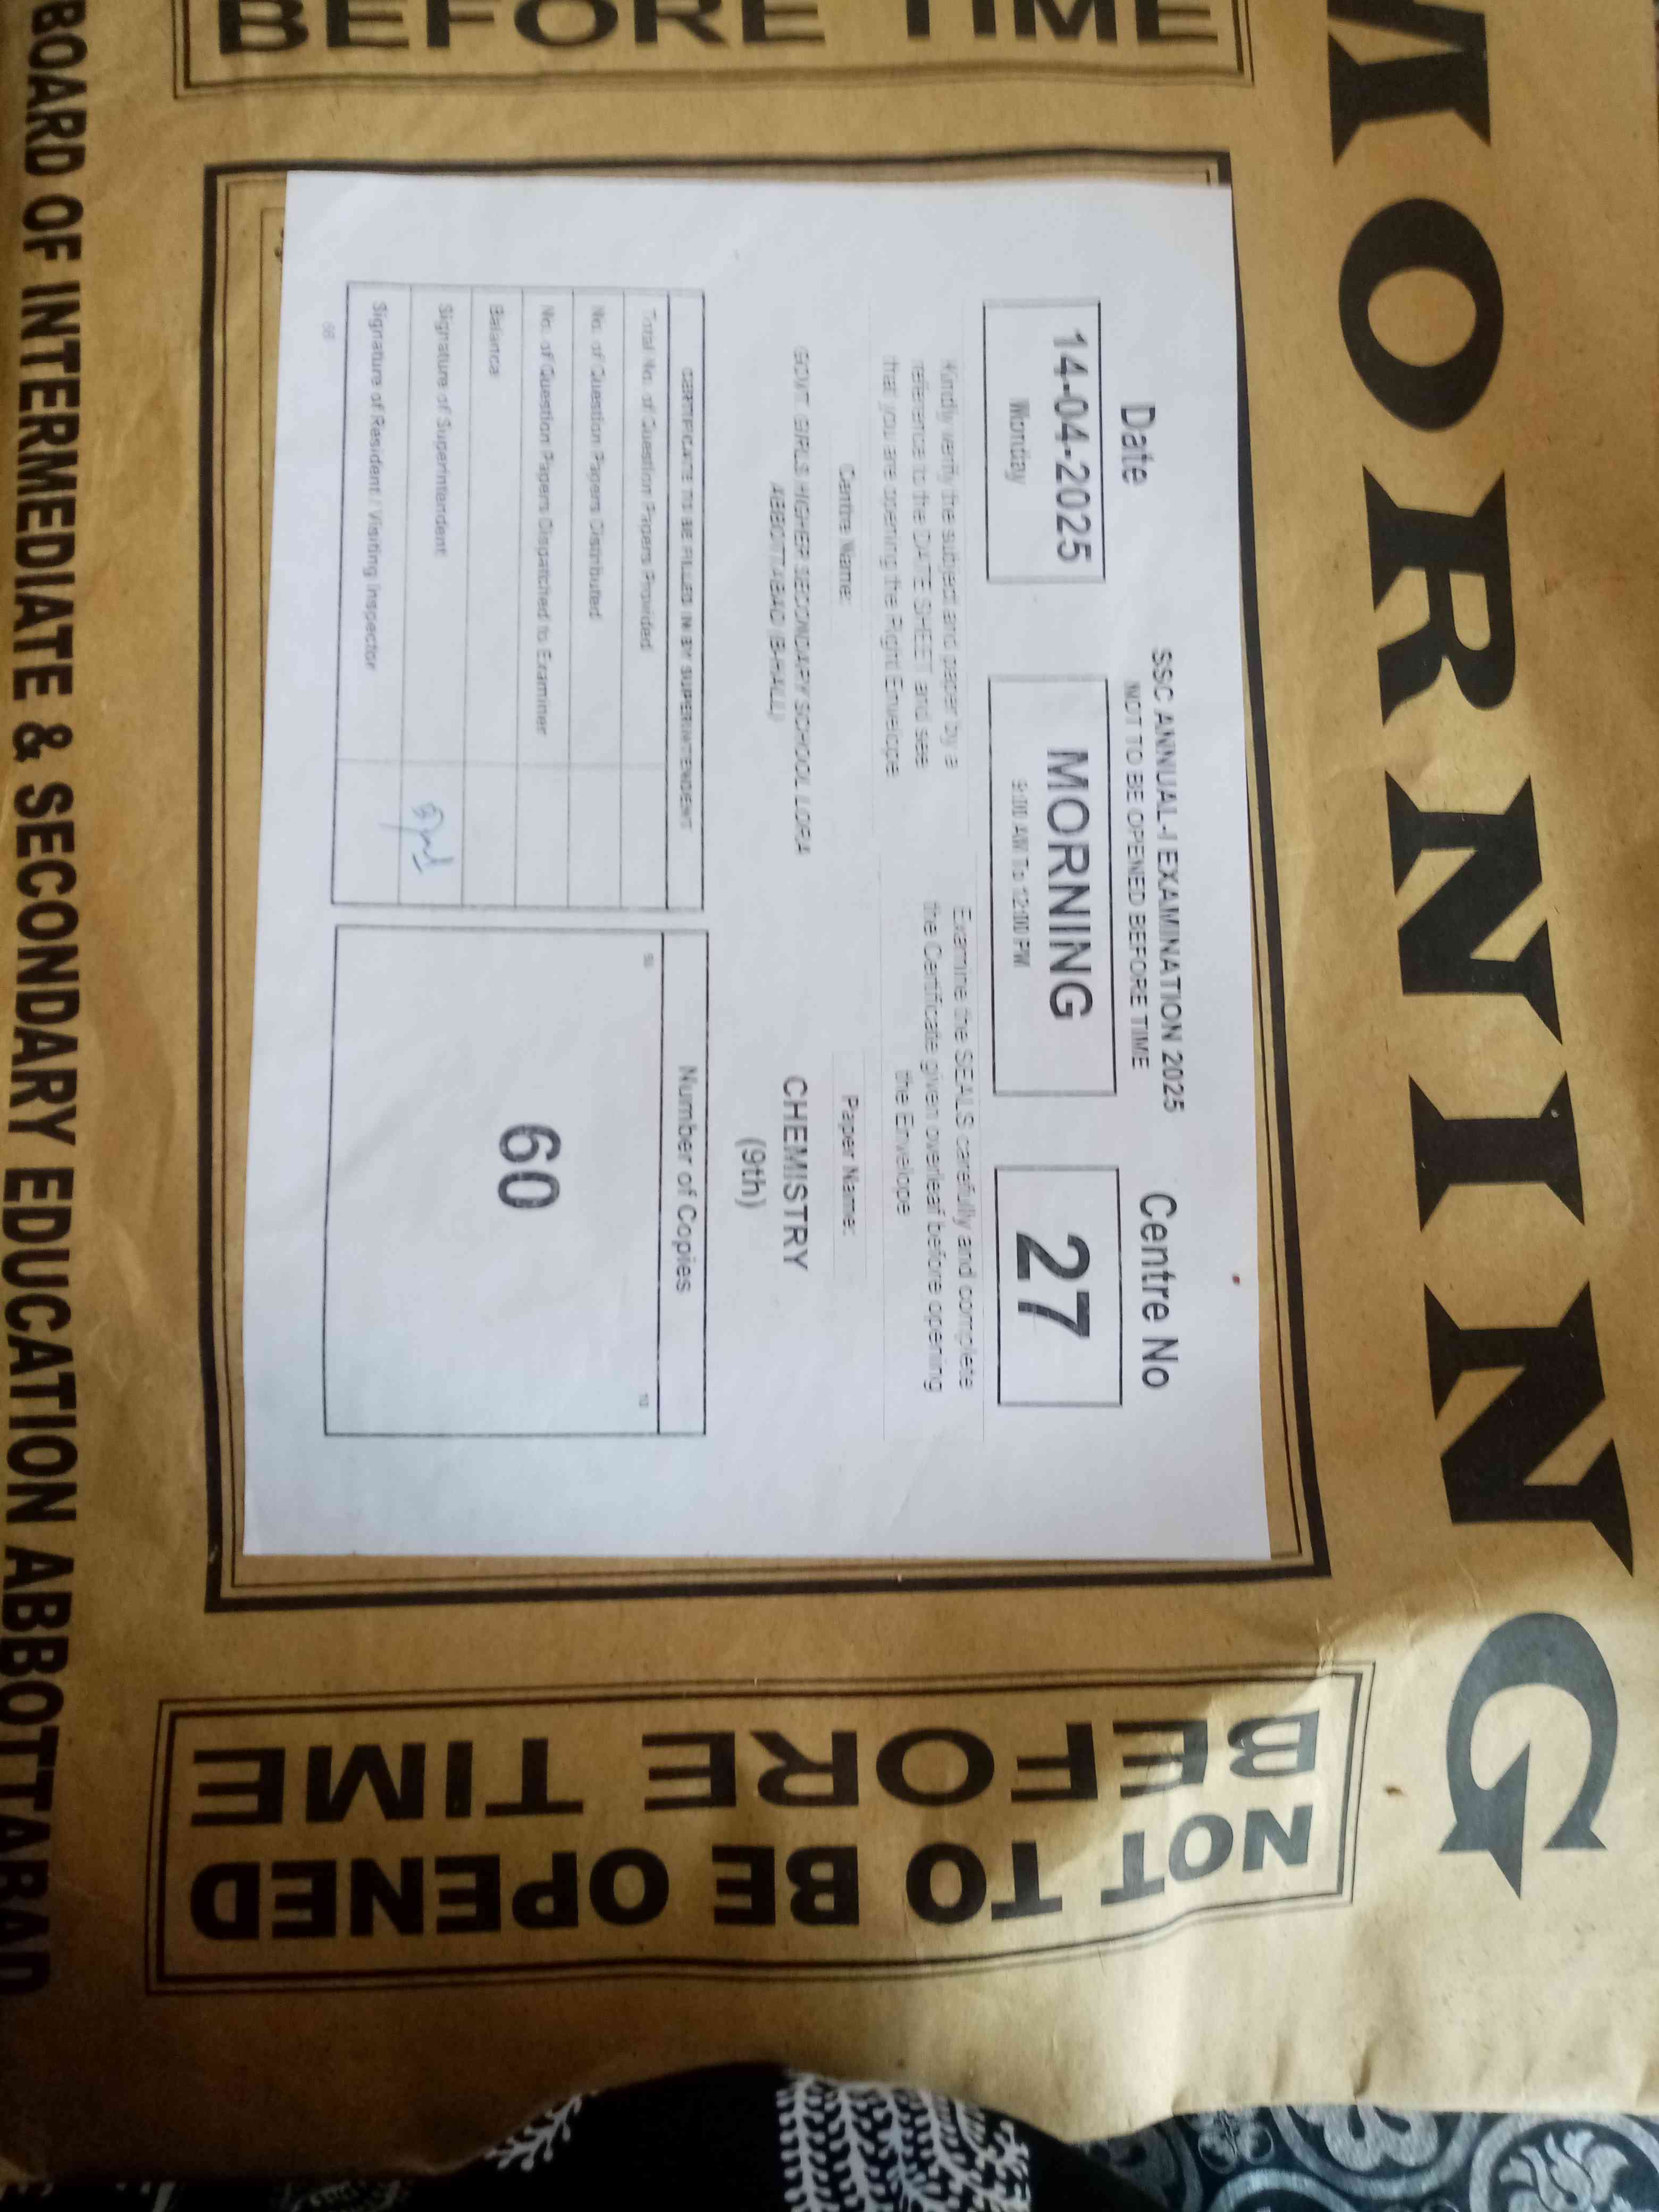 MORNING
BEFORE TIME
SSC ANNUAL-I EXAMINATION 2025
NOT TO BE OPENED BEFORE TIME
Date
Centre No
14-04-2025
Monday
MORNING
9:00 AM To 12:00 PM
27
Kindly verify the subject and paper by a
reference to the DATE SHEET and see
that you are opening the Right Envelope
Examine the SEALS carefully and complete
the Certificate given overleaf before opening
the Envelope
Centre Name:
GOVT GIRLS HIGHER SECONDARY SCHOOL LORA
ABBOTTABAD (B-HALL)
Paper Name:
CHEMISTRY
(9th)
CERTIFICATE TO BE FILLED IN BY SUPERINTENDENT
Total No. of Question Papers Provided
No. of Question Papers Distributed
No. of Question Papers Dispatched to Examiner
Balance
Signature of Superintendent
Signature of Resident / Visiting Inspector
Number of Copies
50
10
60
NOT TO BE OPENED
BEFORE TIME
BOARD OF INTERMEDIATE & SECONDARY EDUCATION ABBOTTABAD